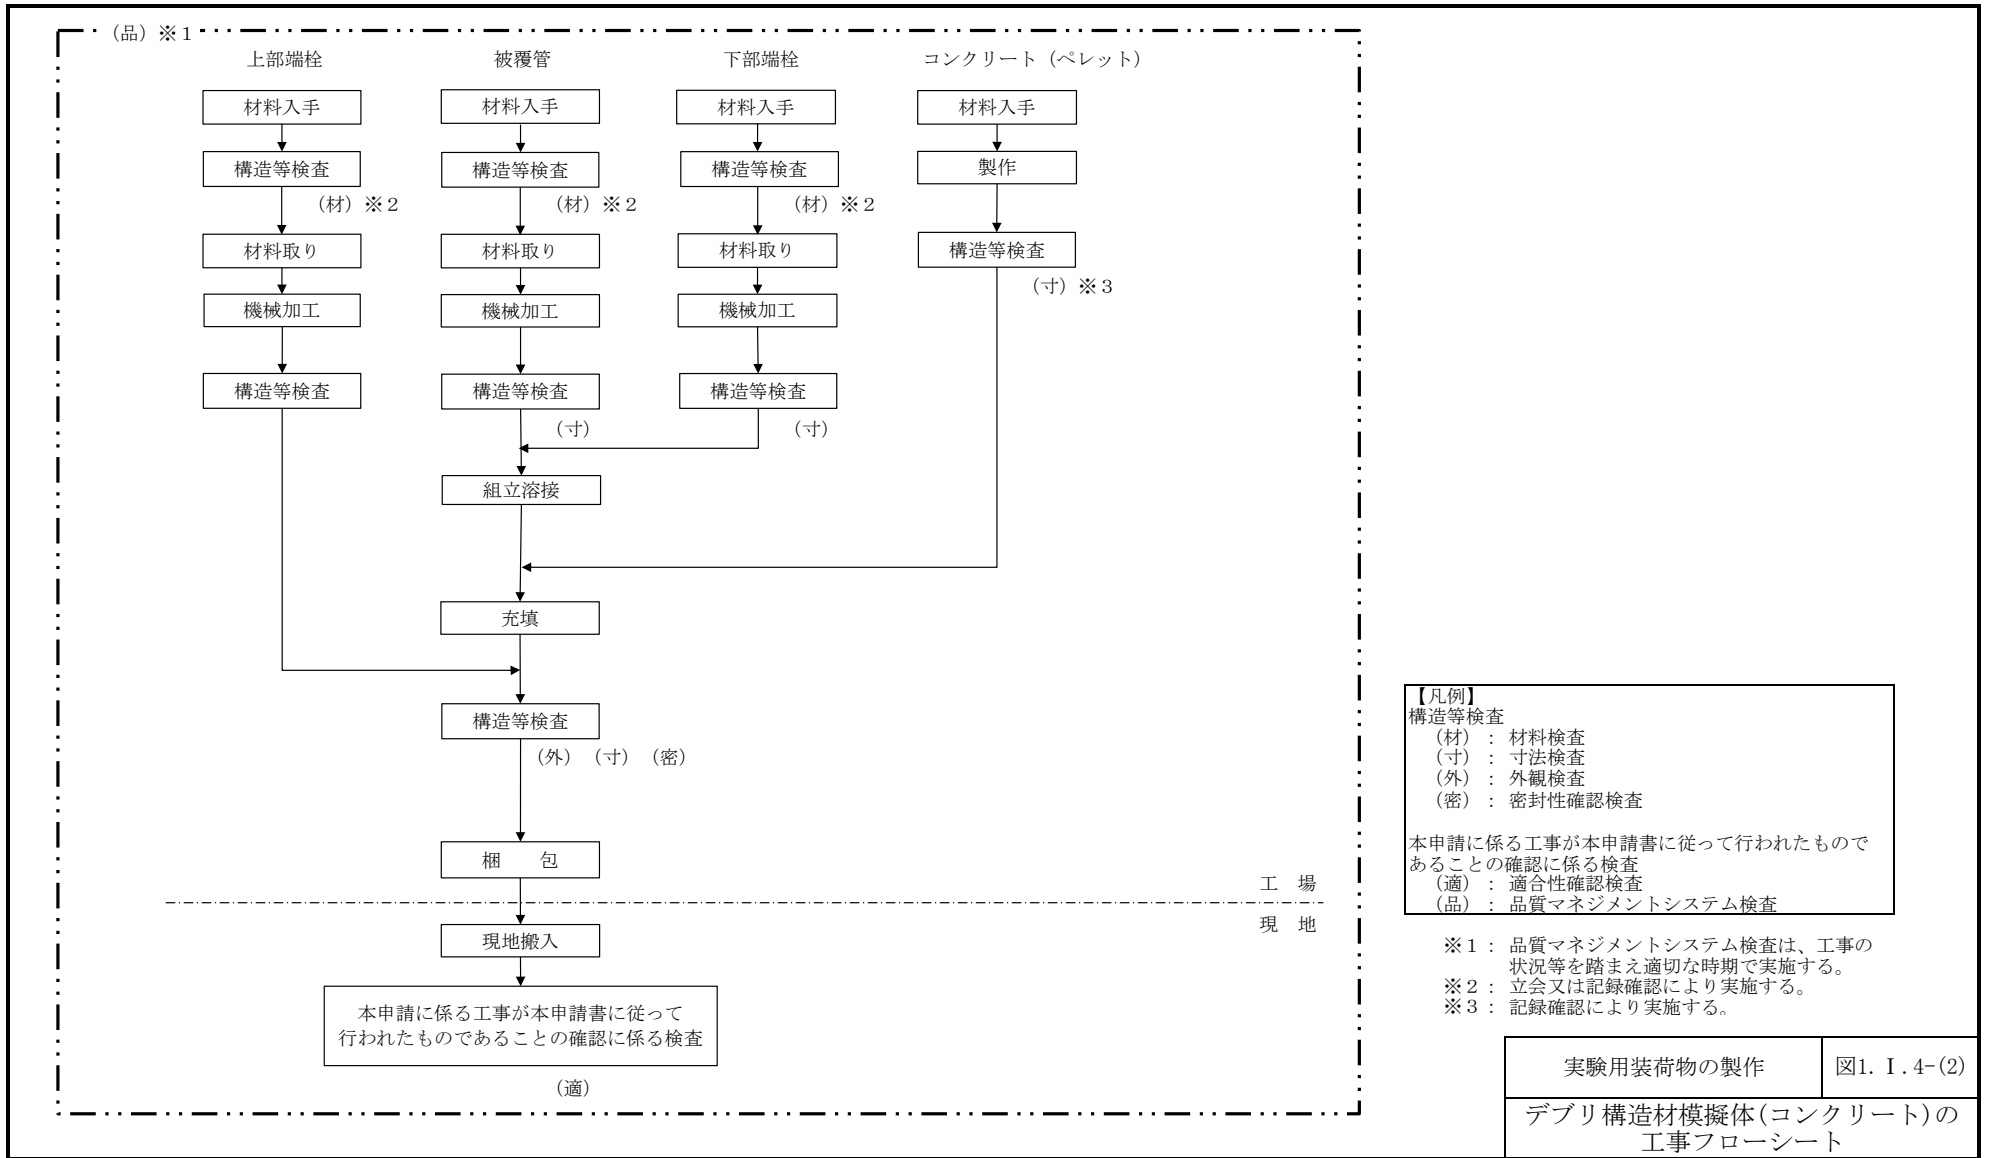 (品)※1
上部端栓
被覆管
下部端栓
コンクリート（ペレット）
材料入手
材料入手
材料入手
材料入手
構造等検査
構造等検査
構造等検査
製作
(材)※2
(材)※2
(材)※2
材料取り
材料取り
材料取り
構造等検査
(寸)※3
機械加工
機械加工
機械加工
構造等検査
構造等検査
構造等検査
(寸)
(寸)
組立溶接
充填
構造等検査
(外) (寸) (密)
梱　包
工　場
現　地
現地搬入
本申請に係る工事が本申請書に従って
行われたものであることの確認に係る検査
(適)
【凡例】
構造等検査
(材) : 材料検査
(寸) : 寸法検査
(外) : 外観検査
(密) : 密封性確認検査
本申請に係る工事が本申請書に従って行われたもので
あることの確認に係る検査
(適) : 適合性確認検査
(品) : 品質マネジメントシステム検査
※1: 品質マネジメントシステム検査は、工事の
状況等を踏まえ適切な時期で実施する。
※2: 立会又は記録確認により実施する。
※3: 記録確認により実施する。
実験用装荷物の製作
図1.Ⅰ.4-(2)
デブリ構造材模擬体(コンクリート)の
工事フローシート